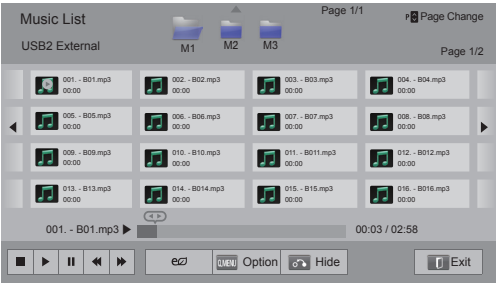 Music List
Page 1/1
P Page Change
USB2 External
M1 M2 M3
Page 1/2
001. - B01.mp3
00:00
002. - B02.mp3
00:00
003. - B03.mp3
00:00
004. - B04.mp3
00:00
005. - B05.mp3
00:00
006. - B06.mp3
00:00
007. - B07.mp3
00:00
008. - B08.mp3
00:00
009. - B09.mp3
00:00
010. - B10.mp3
00:00
011. - B011.mp3
00:00
012. - B012.mp3
00:00
013. - B13.mp3
00:00
014. - B014.mp3
00:00
015. - B15.mp3
00:00
016. - B016.mp3
00:00
001. - B01.mp3
00:03 / 02:58
Q.MENU Option
Hide
Exit